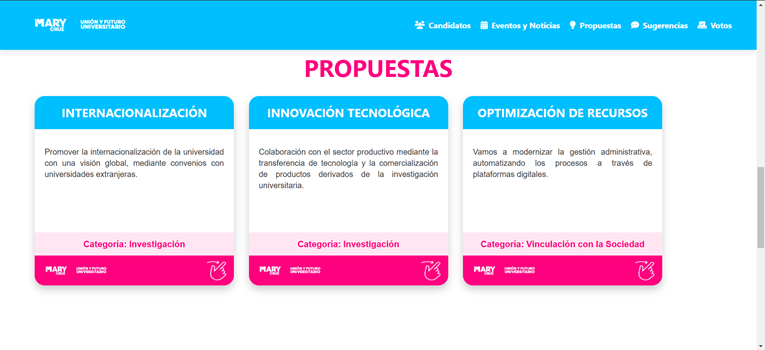 MARY CRUZ
UNIÓN Y FUTURO
UNIVERSITARIO
Candidatos
Eventos y Noticias
Propuestas
Sugerencias
Votos
PROPUESTAS
INTERNACIONALIZACIÓN
Promover la internacionalización de la universidad
con una visión global, mediante convenios con
universidades extranjeras.
Categoría: Investigación
MARY CRUZ
UNIÓN Y FUTURO
UNIVERSITARIO
INNOVACIÓN TECNOLÓGICA
Colaboración con el sector productivo mediante la
transferencia de tecnología y la comercialización
de productos derivados de la investigación
universitaria.
Categoría: Investigación
MARY CRUZ
UNIÓN Y FUTURO
UNIVERSITARIO
OPTIMIZACIÓN DE RECURSOS
Vamos a modernizar la gestión administrativa,
automatizando los procesos a través de
plataformas digitales.
Categoría: Vinculación con la Sociedad
MARY CRUZ
UNIÓN Y FUTURO
UNIVERSITARIO